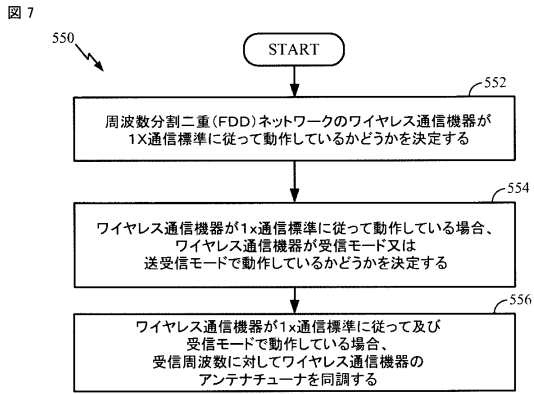 図 7
550
START
552
周波数分割二重(FDD)ネットワークのワイヤレス通信機器が
1X通信標準に従って動作しているかどうかを決定する
554
ワイヤレス通信機器が1x通信標準に従って動作している場合、
ワイヤレス通信機器が受信モード又は
送受信モードで動作しているかどうかを決定する
556
ワイヤレス通信機器が1x通信標準に従って及び
受信モードで動作している場合、
受信周波数に対してワイヤレス通信機器の
アンテナチューナを同調する